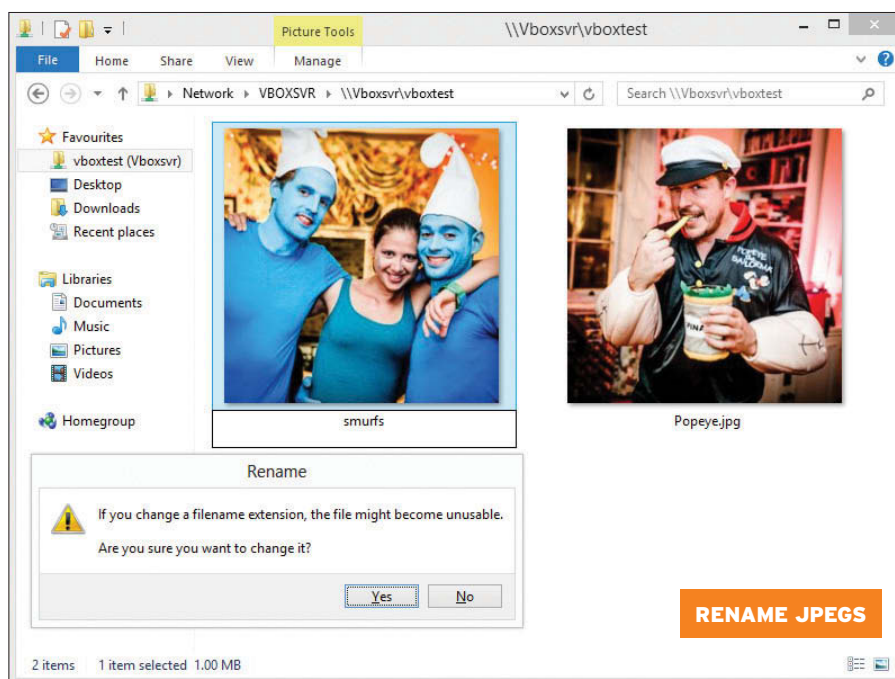 Picture Tools
\\Vboxsvr\vboxtest
File Home Share View Manage
Network VBOXSVR \\Vboxsvr\vboxtest
Search \\Vboxsvr\vboxtest
Favourites
vboxtest (Vboxsvr)
Desktop
Downloads
Recent places
Libraries
Documents
Music
Pictures
Videos
Homegroup
POPEYE
THE
SAILORMAN
smurfs
Popeye.jpg
Rename
If you change a filename extension, the file might become unusable.
Are you sure you want to change it?
Yes No
RENAME JPEGS
2 items 1 item selected 1.00 MB